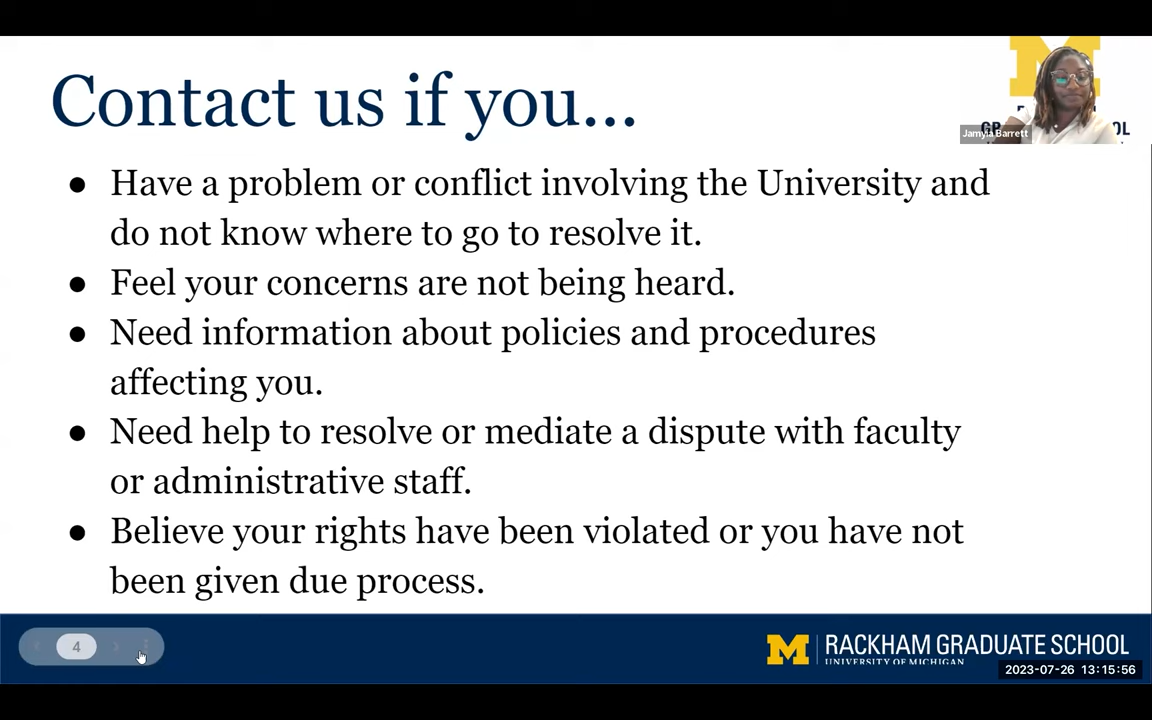 Contact us if you...
Jamyia Barrett
● Have a problem or conflict involving the University and
do not know where to go to resolve it.
● Feel your concerns are not being heard.
● Need information about policies and procedures
affecting you.
● Need help to resolve or mediate a dispute with faculty
or administrative staff.
● Believe your rights have been violated or you have not
been given due process.
4
M RACKHAM GRADUATE SCHOOL
UNIVERSITY OF MICHIGAN
2023-07-26 13:15:56